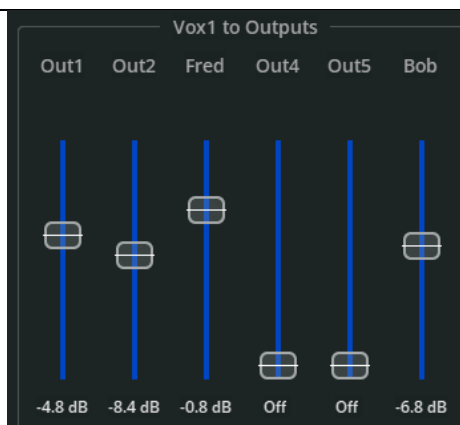 Vox1 to Outputs
Out1 Out2 Fred Out4 Out5 Bob
-4.8 dB -8.4 dB -0.8 dB Off Off -6.8 dB